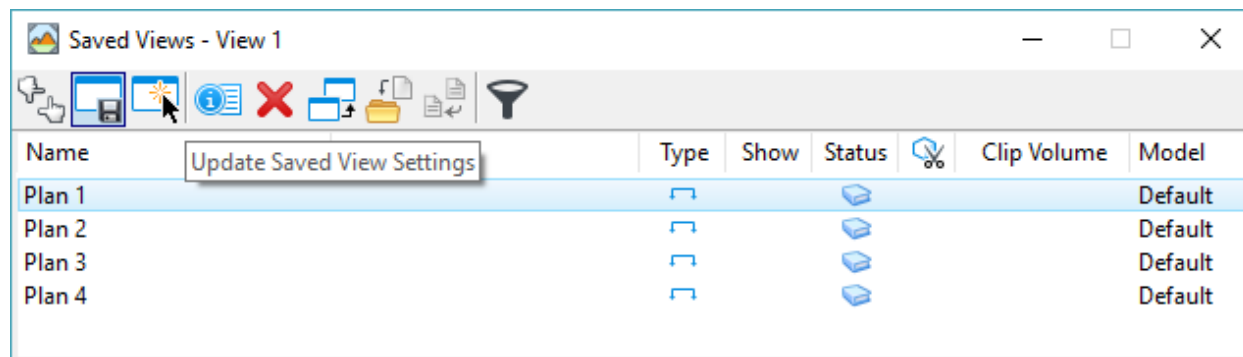 Saved Views - View 1
Name Type Show Status Clip Volume Model
Update Saved View Settings
Plan 1 Default
Plan 2 Default
Plan 3 Default
Plan 4 Default